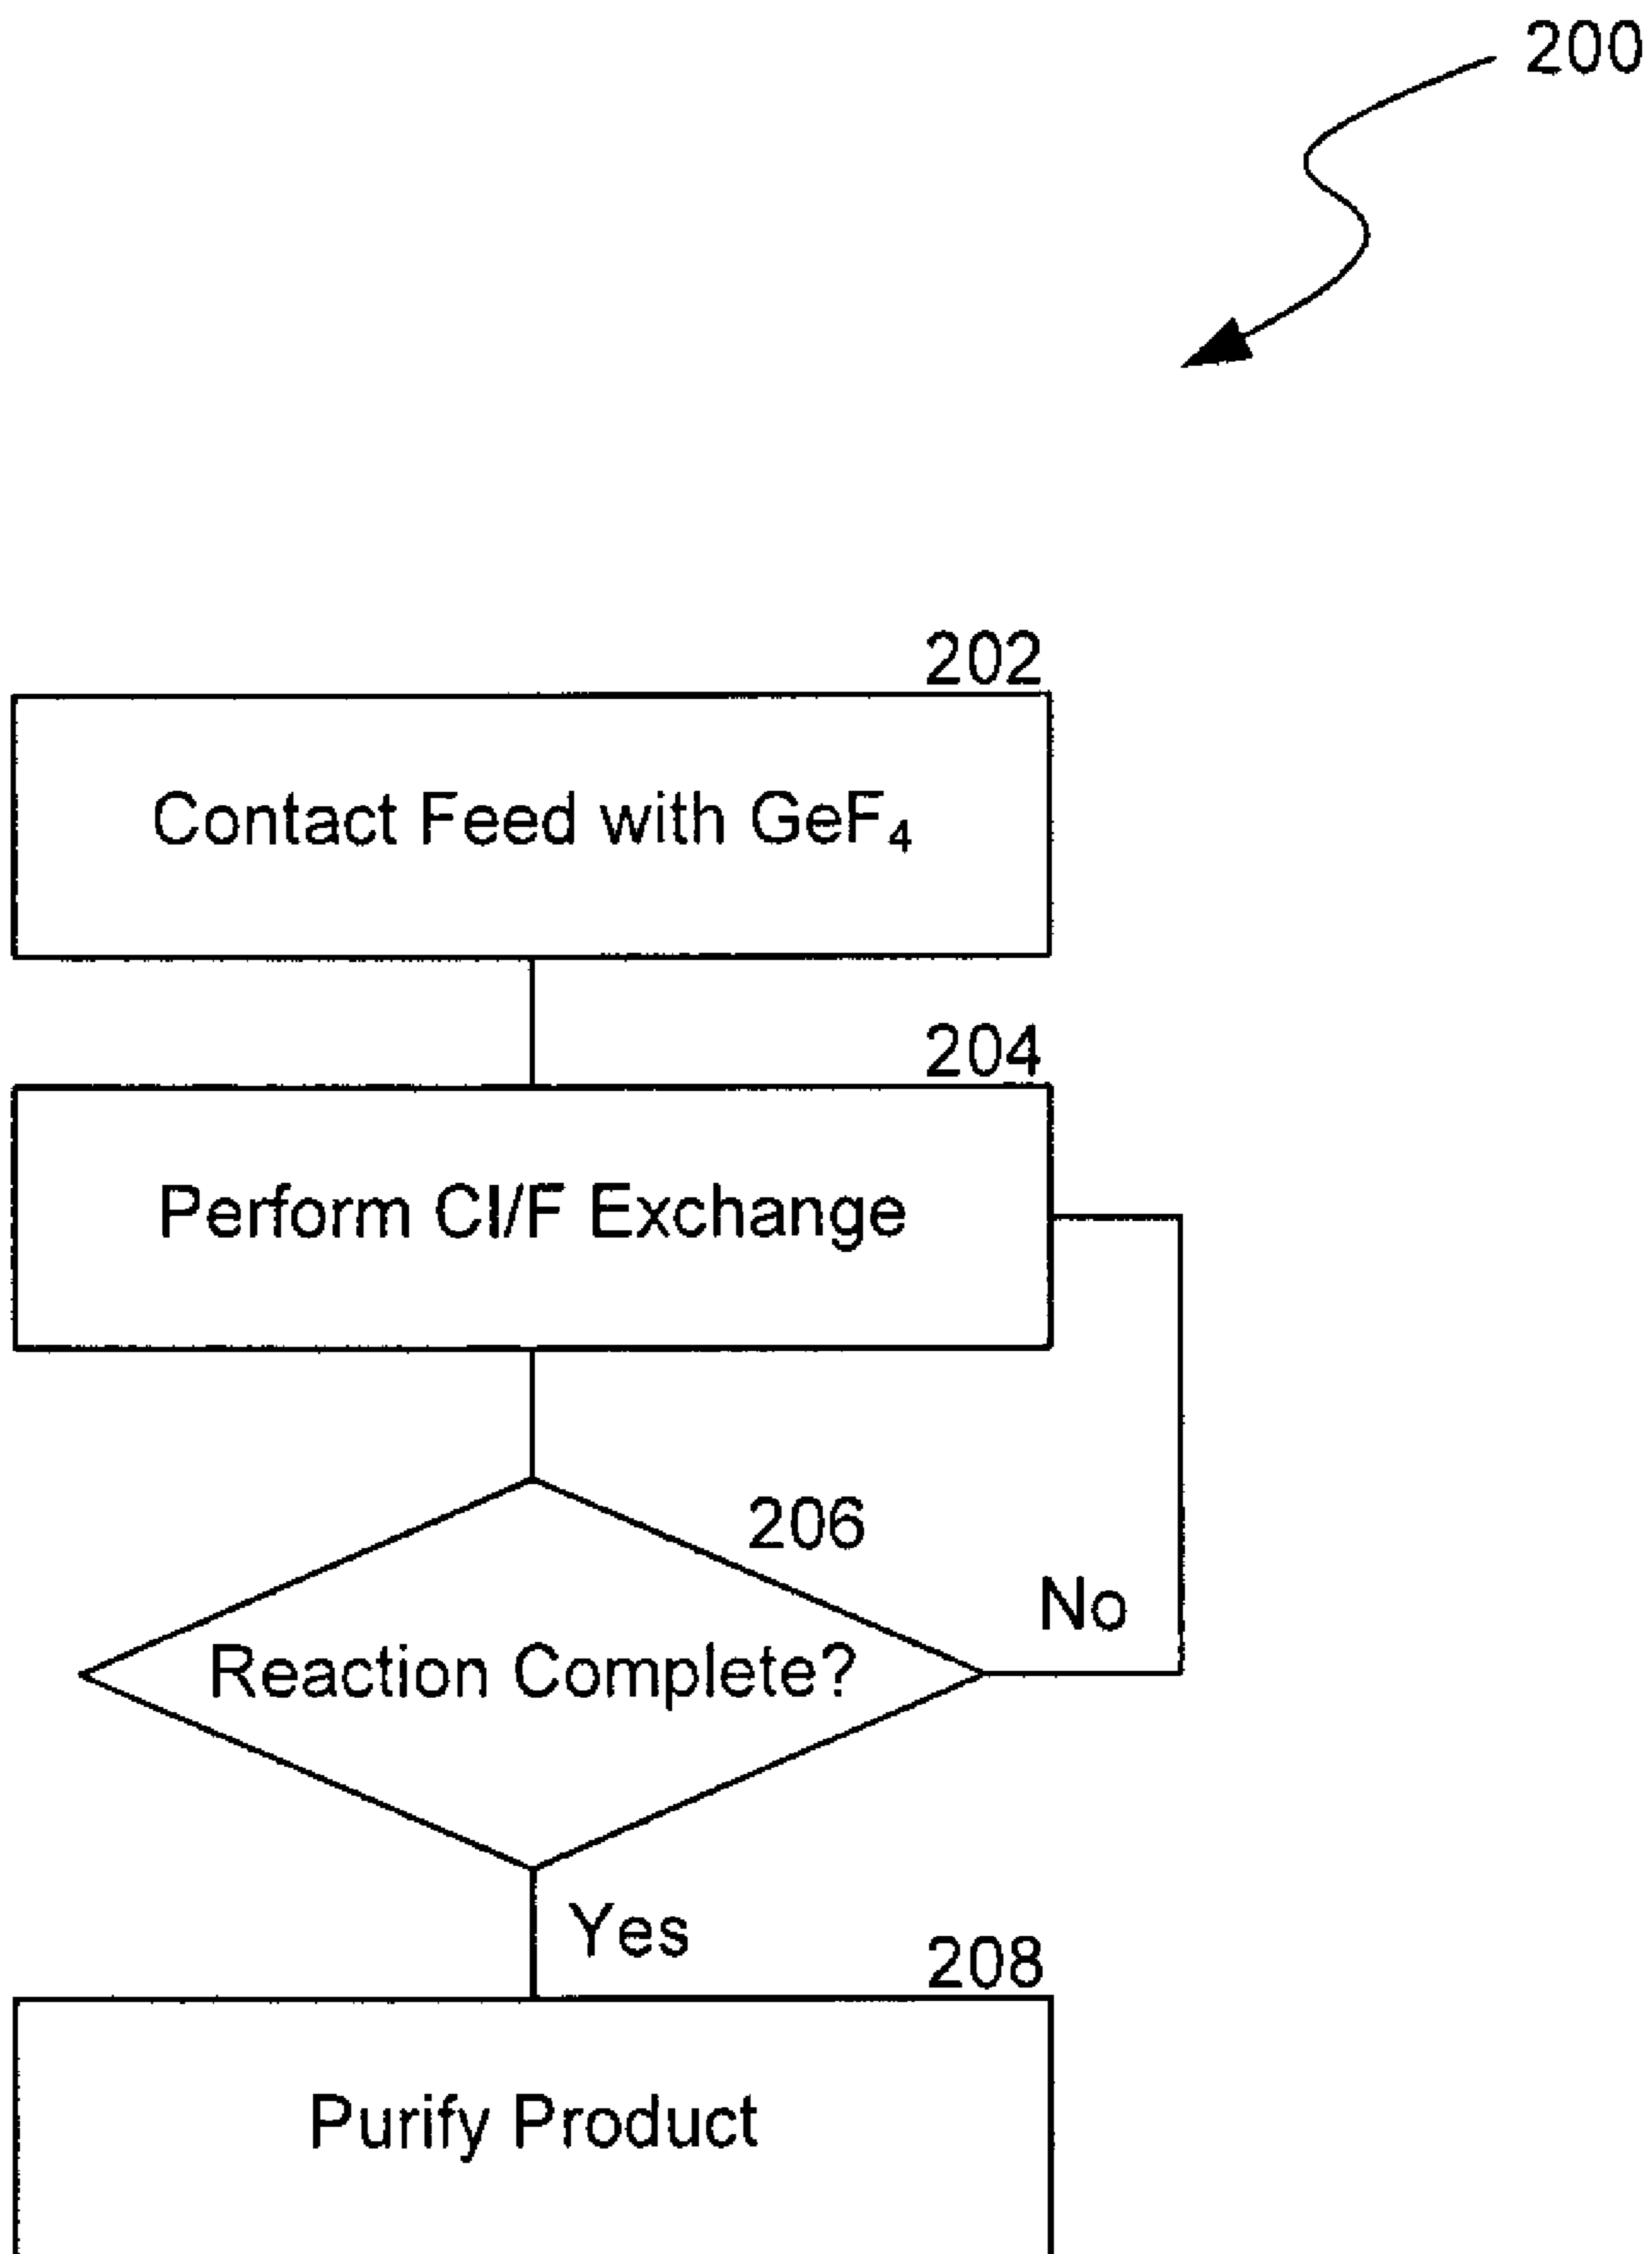 200
202
Contact Feed with GeF₄
204
Perform Cl/F Exchange
206
Reaction Complete?
No
Yes
208
Purify Product